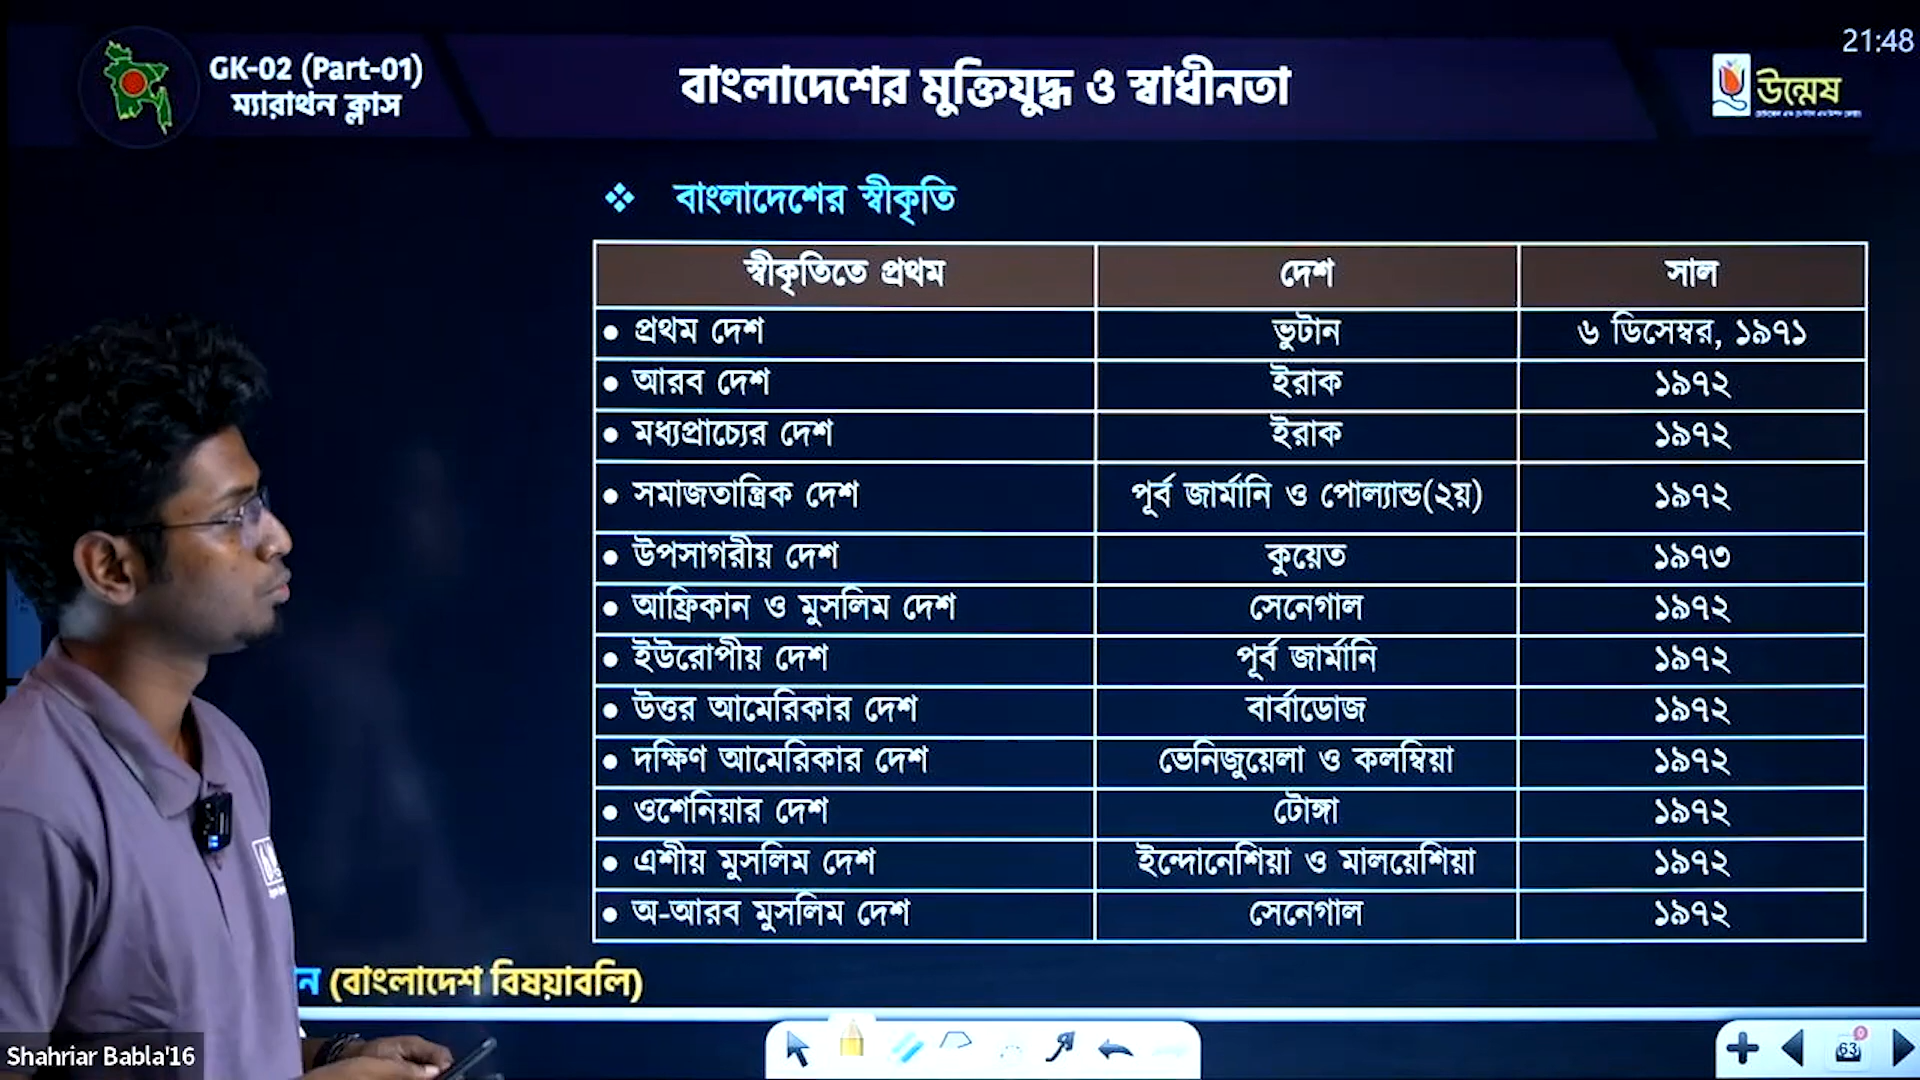 21:48
GK-02 (Part-01)
ম্যারাথন ক্লাস
বাংলাদেশের মুক্তিযুদ্ধ ও স্বাধীনতা
উন্মেষ
❖ বাংলাদেশের স্বীকৃতি
স্বীকৃতিতে প্রথম দেশ সাল
• প্রথম দেশ ভুটান ৬ ডিসেম্বর, ১৯৭১
• আরব দেশ ইরাক ১৯৭২
• মধ্যপ্রাচ্যের দেশ ইরাক ১৯৭২
• সমাজতান্ত্রিক দেশ পূর্ব জার্মানি ও পোল্যান্ড(২য়) ১৯৭২
• উপসাগরীয় দেশ কুয়েত ১৯৭৩
• আফ্রিকান ও মুসলিম দেশ সেনেগাল ১৯৭২
• ইউরোপীয় দেশ পূর্ব জার্মানি ১৯৭২
• উত্তর আমেরিকার দেশ বার্বাডোজ ১৯৭২
• দক্ষিণ আমেরিকার দেশ ভেনিজুয়েলা ও কলম্বিয়া ১৯৭২
• ওশেনিয়ার দেশ টোঙ্গা ১৯৭২
• এশীয় মুসলিম দেশ ইন্দোনেশিয়া ও মালয়েশিয়া ১৯৭২
• অ-আরব মুসলিম দেশ সেনেগাল ১৯৭২
ন (বাংলাদেশ বিষয়াবলি)
Shahriar Babla'16
63
0